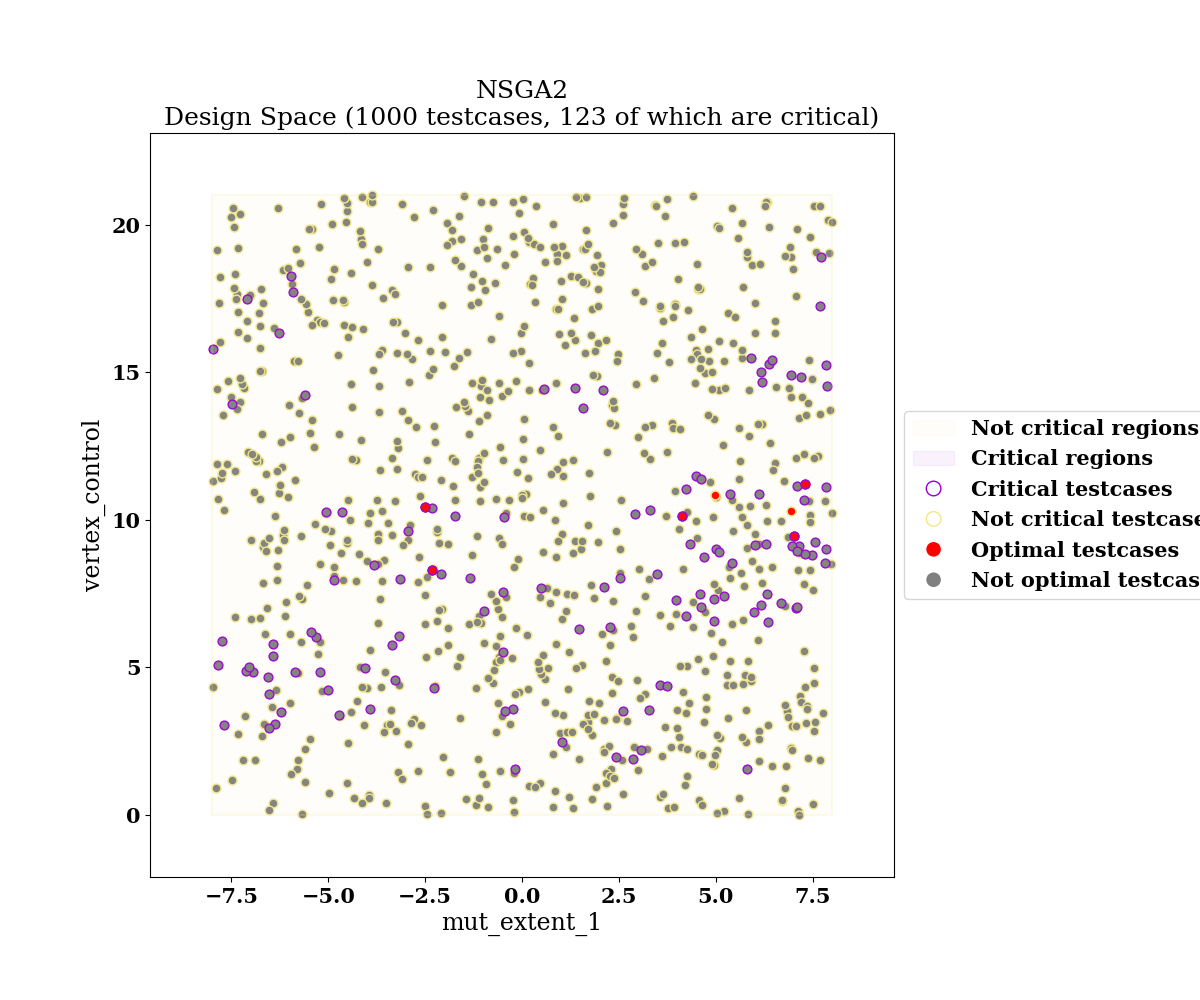 NSGA2
Design Space (1000 testcases, 123 of which are critical)
20
15
10
5
0
vertex_control
−7.5
−5.0
−2.5
0.0
2.5
5.0
7.5
mut_extent_1
Not critical regions
Critical regions
Critical testcases
Not critical testcase
Optimal testcases
Not optimal testcas